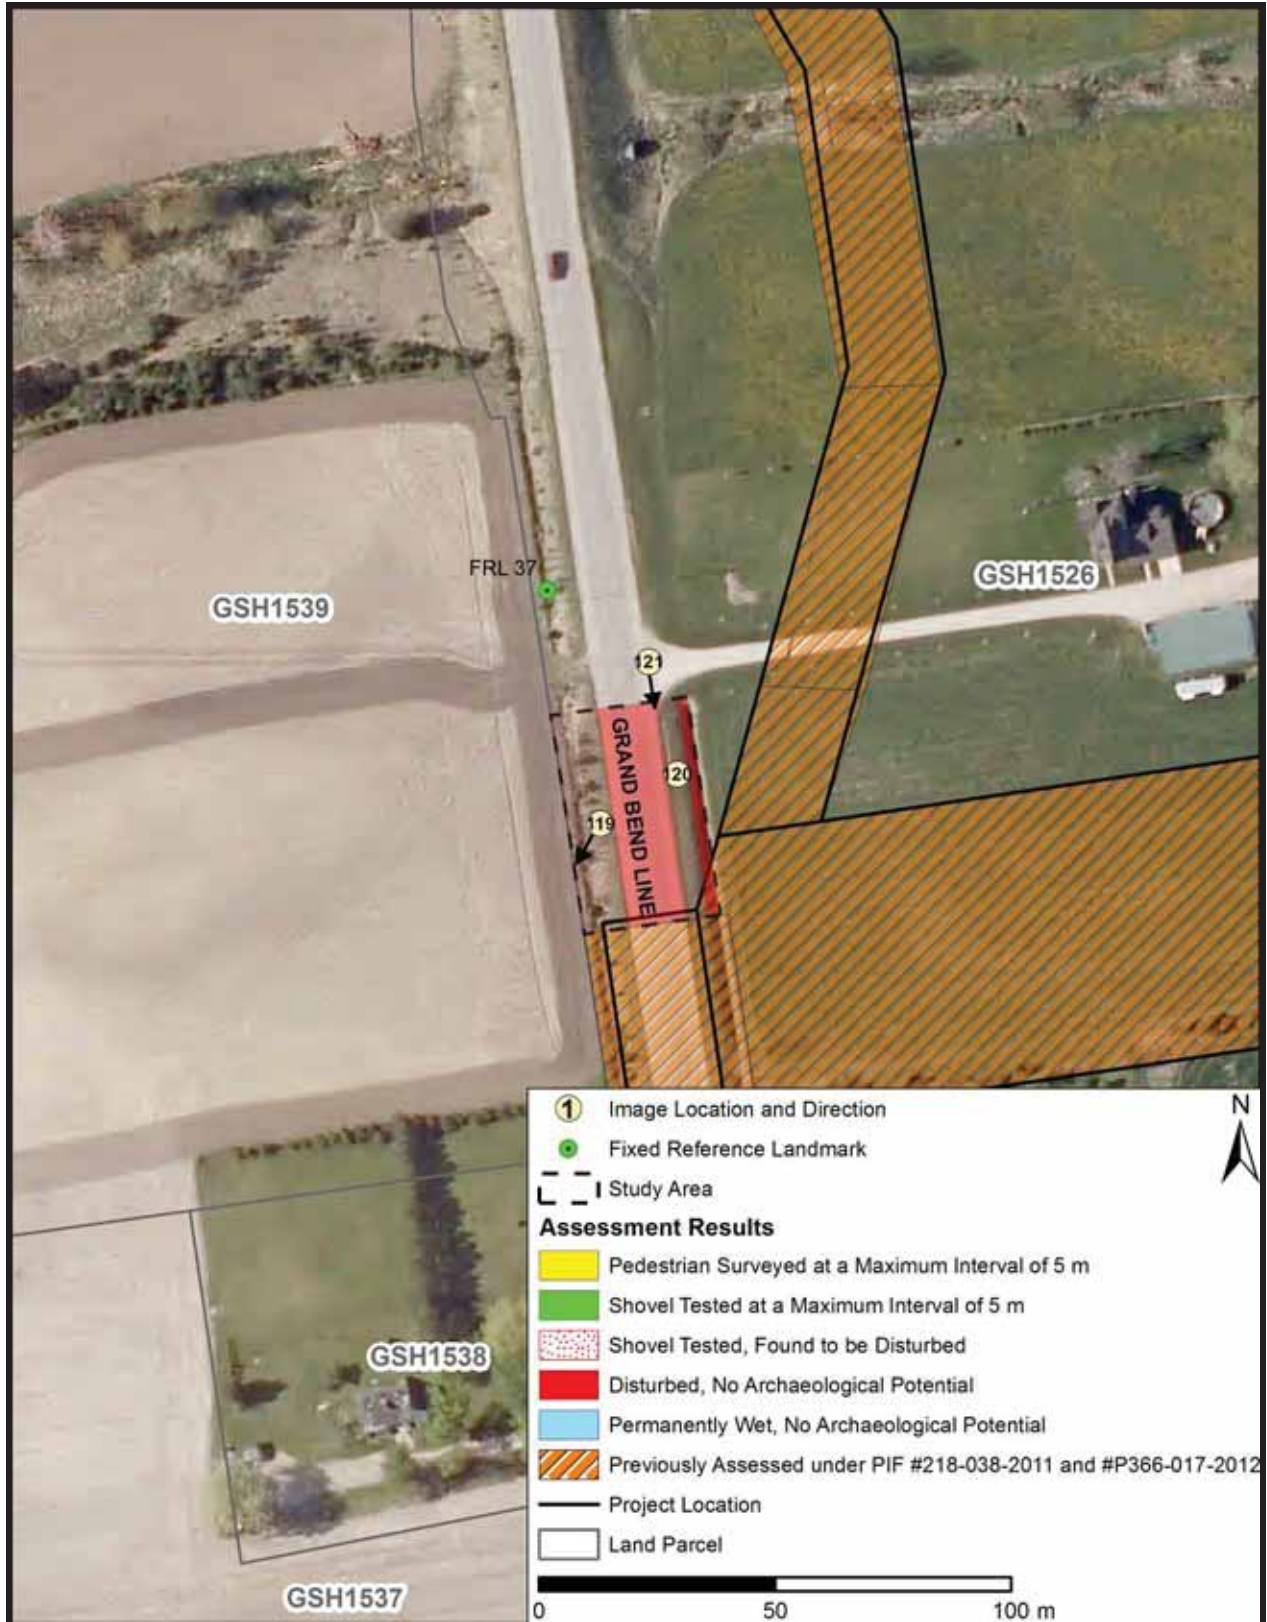 FRL 37
GSH1539
GSH1526
121
120
119
GRAND BEND LINE
GSH1538
GSH1537
1 Image Location and Direction
N
Fixed Reference Landmark
Study Area
Assessment Results
Pedestrian Surveyed at a Maximum Interval of 5 m
Shovel Tested at a Maximum Interval of 5 m
Shovel Tested, Found to be Disturbed
Disturbed, No Archaeological Potential
Permanently Wet, No Archaeological Potential
Previously Assessed under PIF #218-038-2011 and #P366-017-2012
Project Location
Land Parcel
0 50 100 m